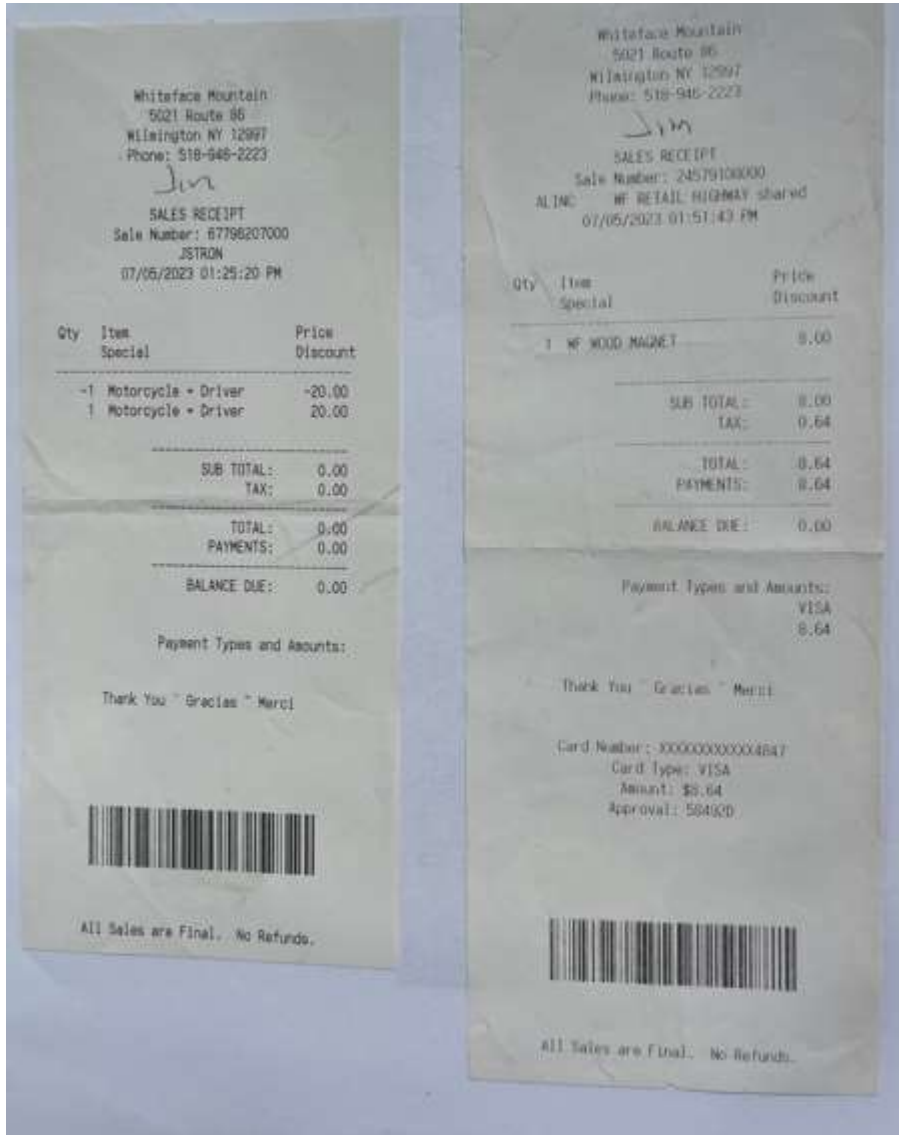 Whiteface Mountain
5021 Route 86
Wilmington NY 12997
Phone: 518-946-2223
Jim
SALES RECEIPT
Sale Number: 67796207000
JSTRON
07/05/2023 01:25:20 PM
Qty Item Price
Special Discount
-1 Motorcycle + Driver -20.00
1 Motorcycle + Driver 20.00
SUB TOTAL: 0.00
TAX: 0.00
TOTAL: 0.00
PAYMENTS: 0.00
BALANCE DUE: 0.00
Payment Types and Amounts:
Thank You ~ Gracias ~ Merci
All Sales are Final. No Refunds.
Whiteface Mountain
5021 Route 86
Wilmington NY 12997
Phone: 518-946-2223
Jim
SALES RECEIPT
Sale Number: 24579100000
ALINC WF RETAIL HIGHWAY shared
07/05/2023 01:51:43 PM
Qty Item Price
Special Discount
1 WF WOOD MAGNET 8.00
SUB TOTAL: 8.00
TAX: 0.64
TOTAL: 8.64
PAYMENTS: 8.64
BALANCE DUE: 0.00
Payment Types and Amounts:
VISA
8.64
Thank You ~ Gracias ~ Merci
Card Number: XXXXXXXXXXXX4847
Card Type: VISA
Amount: $8.64
Approval: 58492D
All Sales are Final. No Refunds.